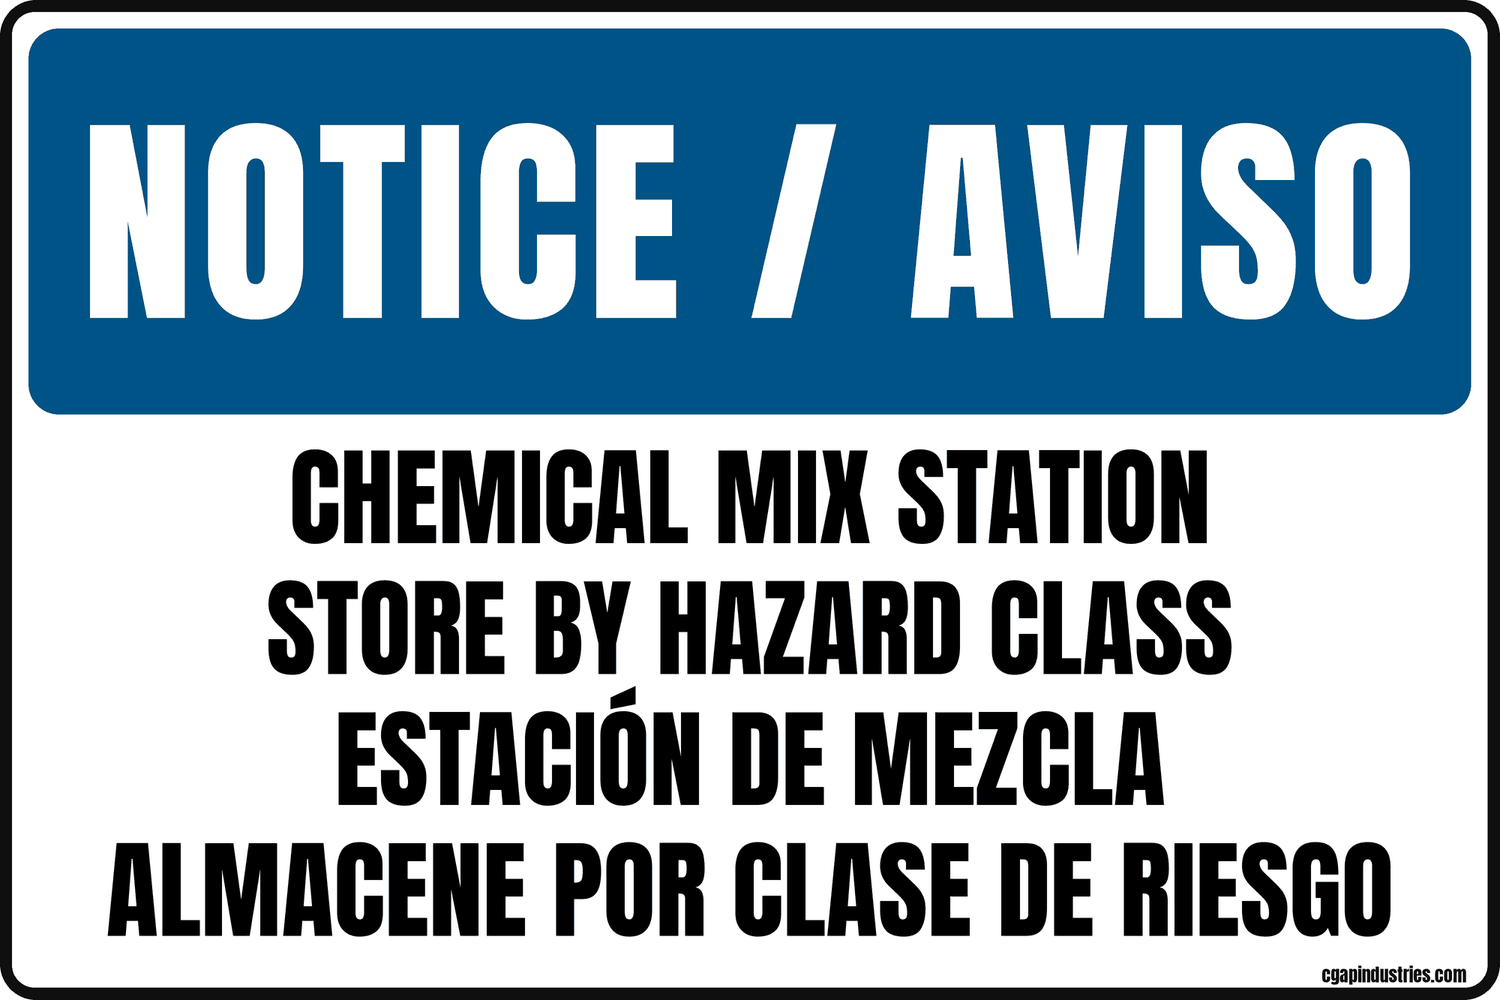 NOTICE / AVISO
CHEMICAL MIX STATION
STORE BY HAZARD CLASS
ESTACIÓN DE MEZCLA
ALMACENE POR CLASE DE RIESGO
cgapindustries.com